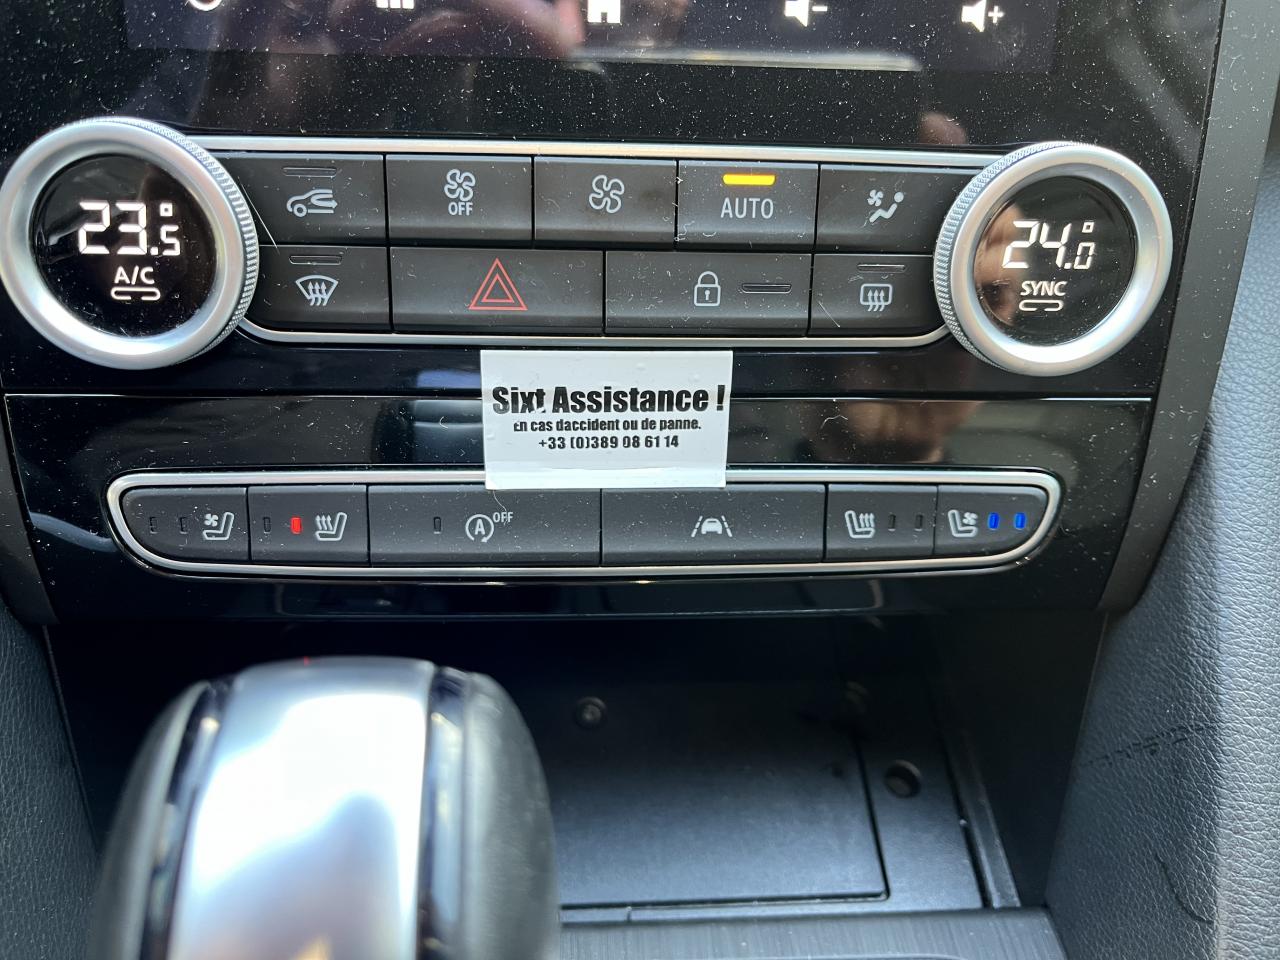 OFF
AUTO
23.5°
A/C
24.0°
SYNC
Sixt Assistance !
En cas daccident ou de panne.
+33 (0)389 08 61 14
A OFF